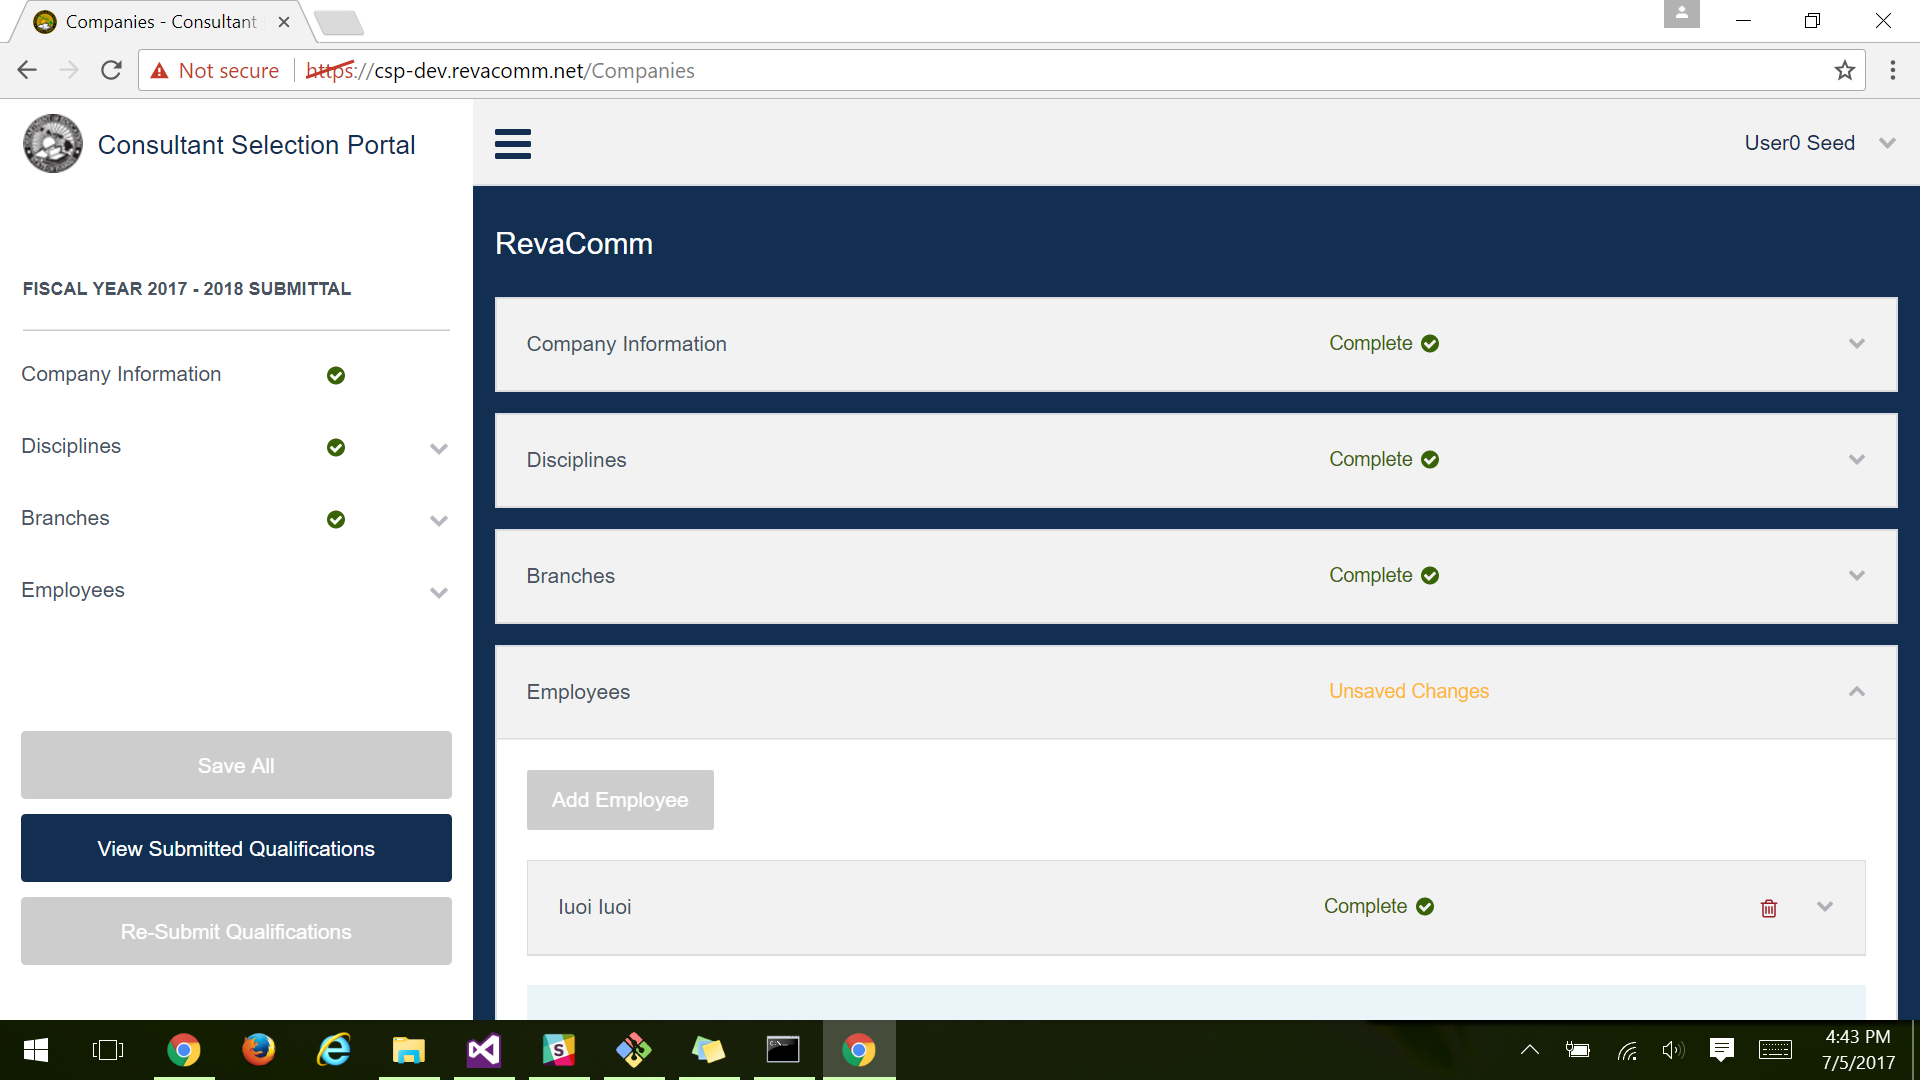 Companies - Consultant
Not secure
https://csp-dev.revacomm.net/Companies
Consultant Selection Portal
User0 Seed
RevaComm
FISCAL YEAR 2017 - 2018 SUBMITTAL
Company Information
Disciplines
Branches
Employees
Save All
View Submitted Qualifications
Re-Submit Qualifications
Company Information Complete
Disciplines Complete
Branches Complete
Employees Unsaved Changes
Add Employee
Iuoi Iuoi Complete
4:43 PM
7/5/2017